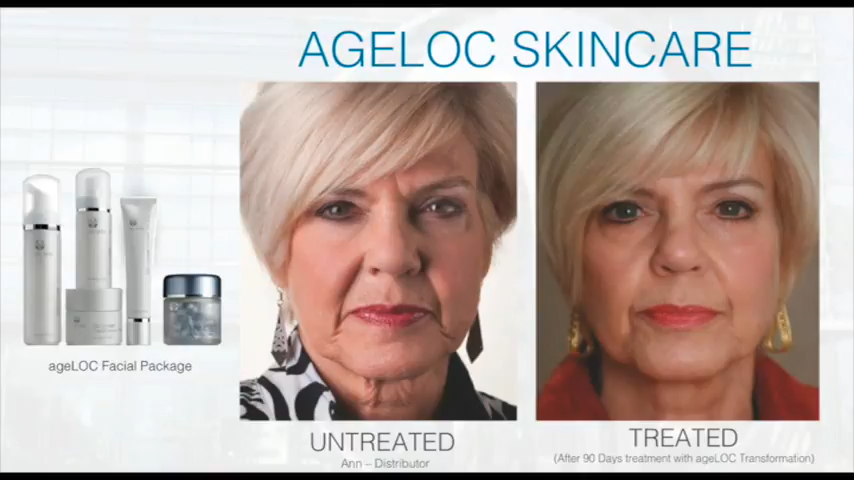 AGELOC SKINCARE
ageLOC Facial Package
UNTREATED
Ann – Distributor
TREATED
(After 90 Days treatment with ageLOC Transformation)